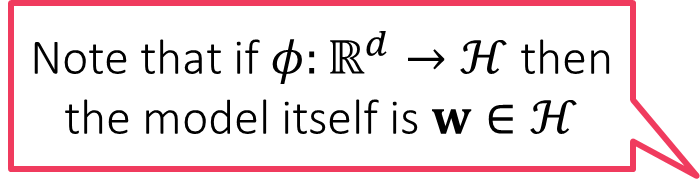 Note that if 𝜙: ℝ^𝑑 → ℋ then
the model itself is 𝐰 ∈ ℋ